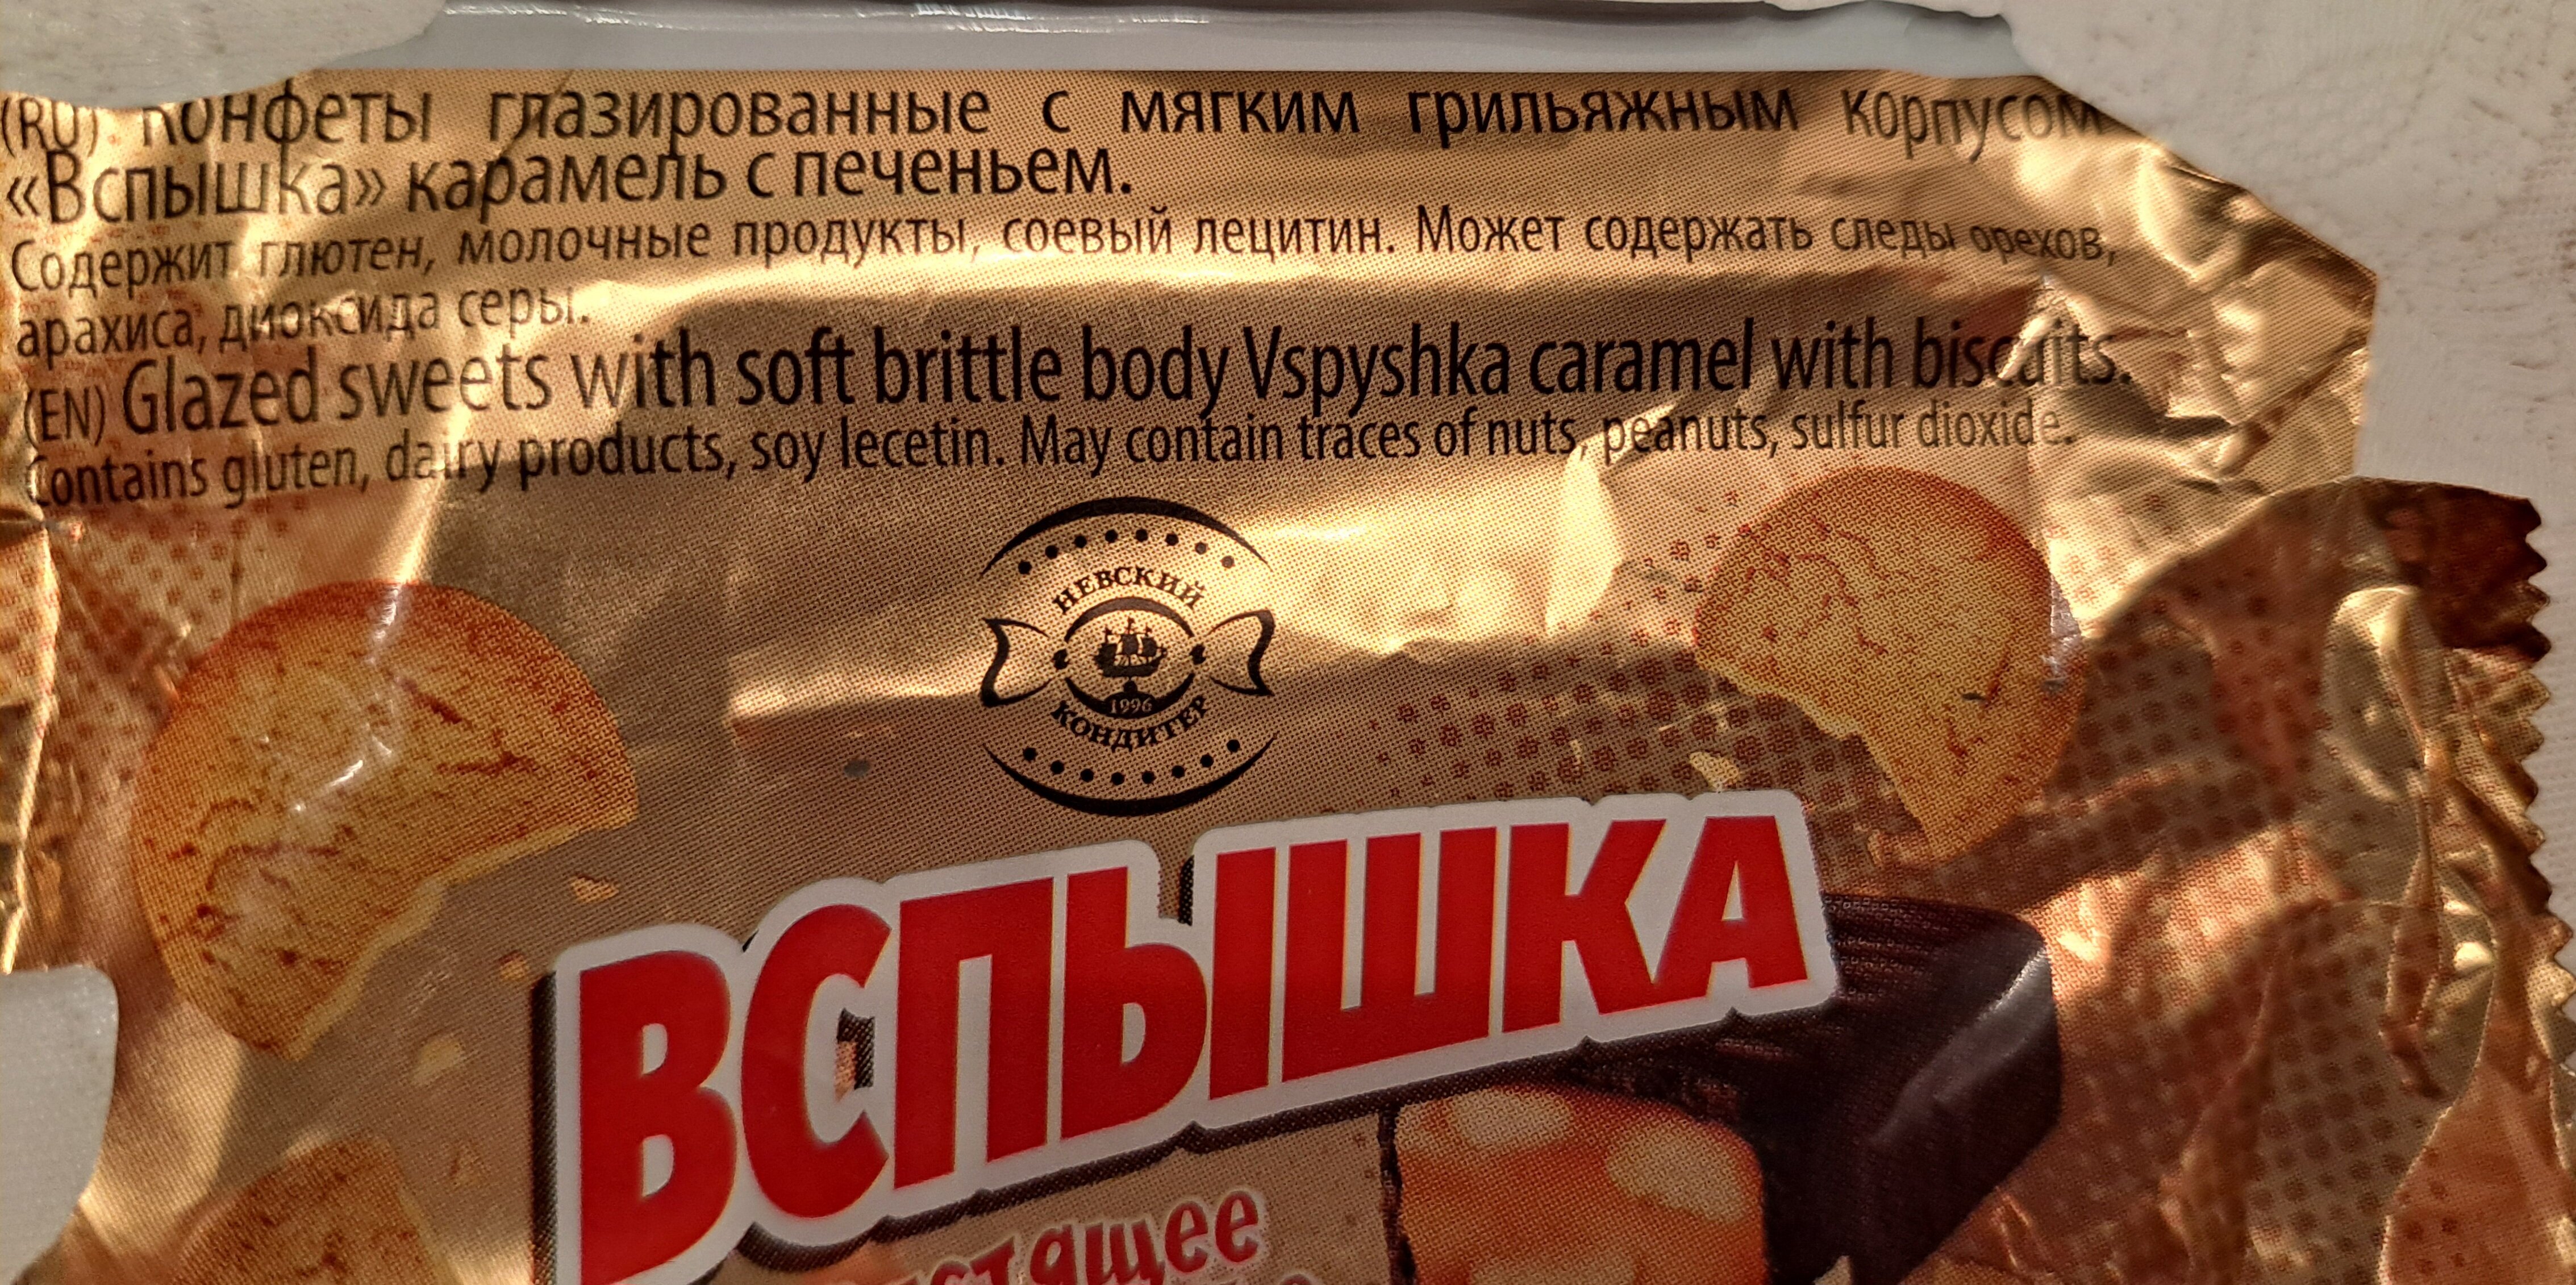 (RU). Конфеты глазированные с мягким грильяжным корпусом
«Вспышка» карамель с печеньем.
Содержит глютен, молочные продукты, соевый лецитин. Может содержать следы орехов,
арахиса, диоксида серы.
(EN) Glazed sweets with soft brittle body Vspyshka caramel with biscuits.
Contains gluten, dairy products, soy lecetin. May contain traces of nuts, peanuts, sulfur dioxide.
НЕВСКИЙ
1996
КОНДИТЕР
ВСПЫШКА